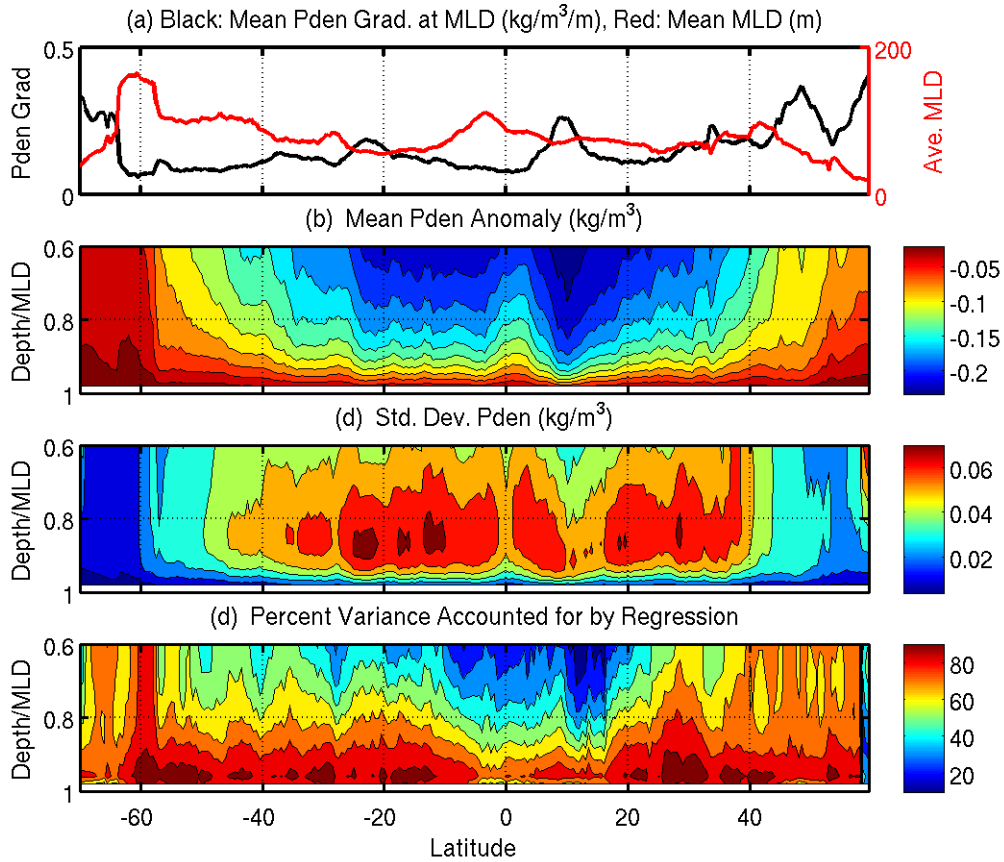 (a) Black: Mean Pden Grad. at MLD (kg/m³/m), Red: Mean MLD (m)
0.5
200
Pden Grad
Ave. MLD
0
0
(b)  Mean Pden Anomaly (kg/m³)
0.6
0.8
1
Depth/MLD
-0.05
-0.1
-0.15
-0.2
(d)  Std. Dev. Pden (kg/m³)
0.6
0.8
1
Depth/MLD
0.06
0.04
0.02
(d)  Percent Variance Accounted for by Regression
0.6
0.8
1
Depth/MLD
80
60
40
20
-60 -40 -20 0 20 40
Latitude